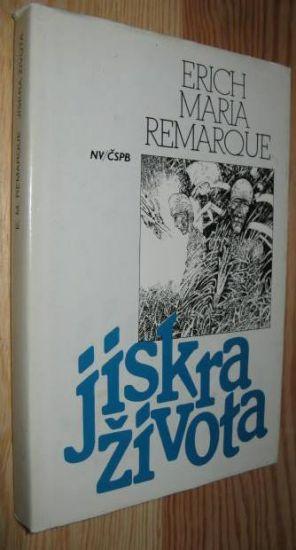 E. M. REMARQUE JISKRA ŽIVOTA
ERICH
MARIA
REMARQUE
NV/ČSPB
jiskra
života